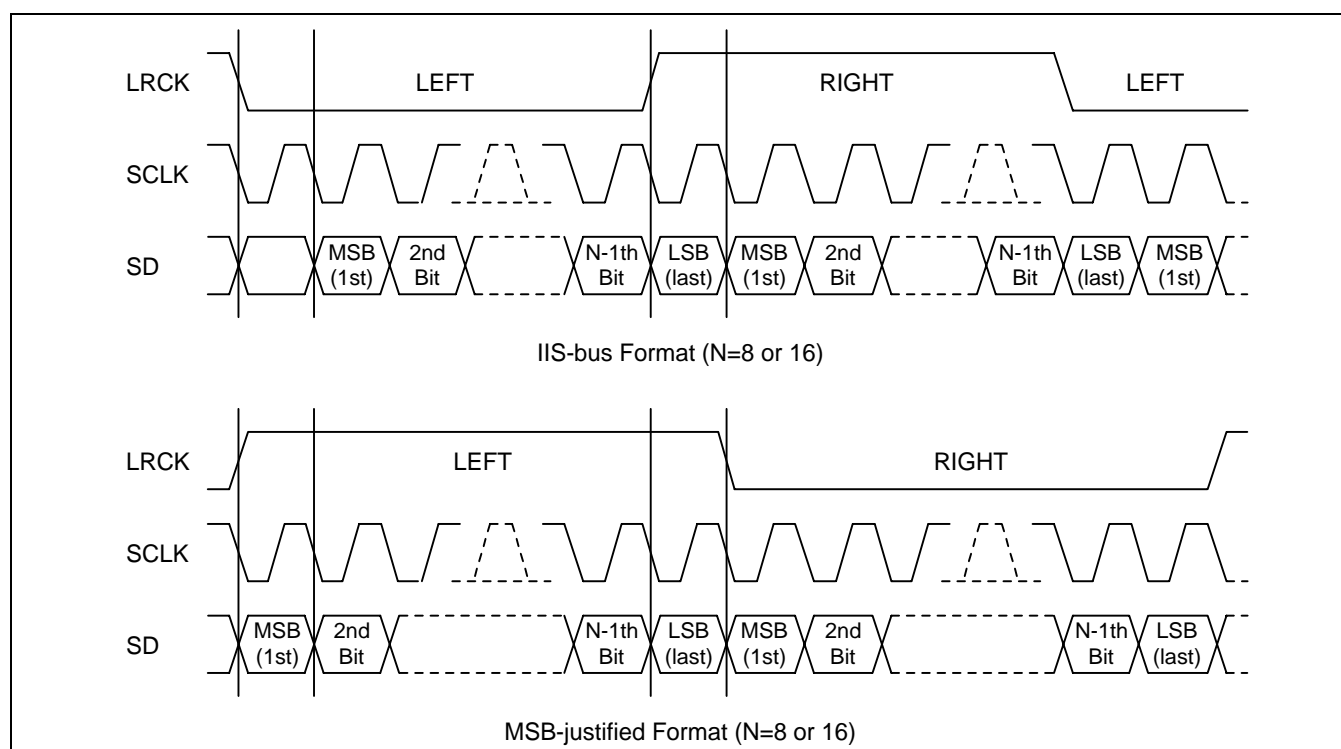 LRCK LEFT RIGHT LEFT
SCLK
SD MSB (1st) 2nd Bit N-1th Bit LSB (last) MSB (1st) 2nd Bit N-1th Bit LSB (last) MSB (1st)
IIS-bus Format (N=8 or 16)
LRCK LEFT RIGHT
SCLK
SD MSB (1st) 2nd Bit N-1th Bit LSB (last) MSB (1st) 2nd Bit N-1th Bit LSB (last)
MSB-justified Format (N=8 or 16)